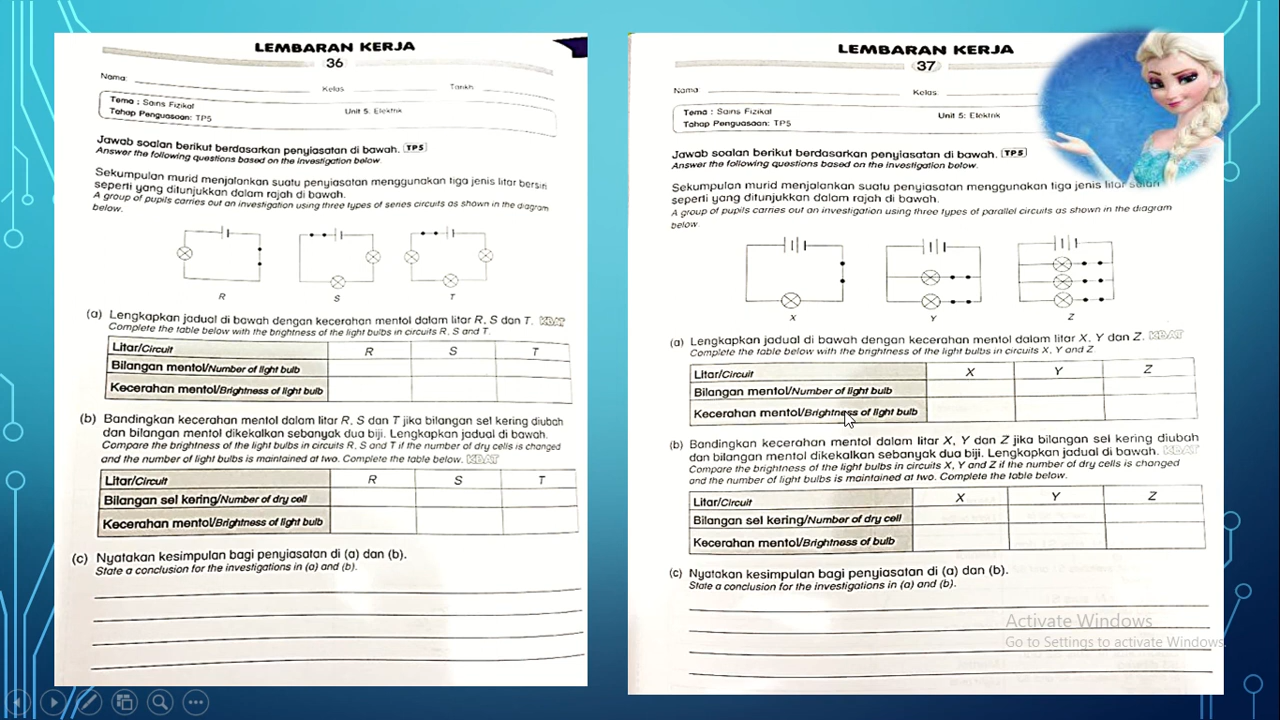 LEMBARAN KERJA
36
Nama:
Kelas
Tarikh
Tema : Sains Fizikal
Unit 5: Elektrik
Tahap Penguasaan: TP5
Jawab soalan berikut berdasarkan penyiasatan di bawah. TP5
Answer the following questions based on the investigation below.
Sekumpulan murid menjalankan suatu penyiasatan menggunakan tiga jenis litar bersiri
seperti yang ditunjukkan dalam rajah di bawah.
A group of pupils carries out an investigation using three types of series circuits as shown in the diagram
below.
R
S
T
(a) Lengkapkan jadual di bawah dengan kecerahan mentol dalam litar R, S dan T. KBAT
Complete the table below with the brightness of the light bulbs in circuits R, S and T.
Litar/Circuit R S T
Bilangan mentol/Number of light bulb
Kecerahan mentol/Brightness of light bulb
(b) Bandingkan kecerahan mentol dalam litar R, S dan T jika bilangan sel kering diubah
dan bilangan mentol dikekalkan sebanyak dua biji. Lengkapkan jadual di bawah.
Compare the brightness of the light bulbs in circuits R, S and T if the number of dry cells is changed
and the number of light bulbs is maintained at two. Complete the table below. KBAT
Litar/Circuit R S T
Bilangan sel kering/Number of dry cell
Kecerahan mentol/Brightness of light bulb
(c) Nyatakan kesimpulan bagi penyiasatan di (a) dan (b).
State a conclusion for the investigations in (a) and (b).
LEMBARAN KERJA
37
Nama
Kelas
Tema : Sains Fizikal
Unit 5: Elektrik
Tahap Penguasaan: TP5
Jawab soalan berikut berdasarkan penyiasatan di bawah. TP5
Answer the following questions based on the investigation below.
Sekumpulan murid menjalankan suatu penyiasatan menggunakan tiga jenis litar selari
seperti yang ditunjukkan dalam rajah di bawah.
A group of pupils carries out an investigation using three types of parallel circuits as shown in the diagram
below.
X
Y
Z
(a) Lengkapkan jadual di bawah dengan kecerahan mentol dalam litar X, Y dan Z. KBAT
Complete the table below with the brightness of the light bulbs in circuits X, Y and Z.
Litar/Circuit X Y Z
Bilangan mentol/Number of light bulb
Kecerahan mentol/Brightness of light bulb
(b) Bandingkan kecerahan mentol dalam litar X, Y dan Z jika bilangan sel kering diubah
dan bilangan mentol dikekalkan sebanyak dua biji. Lengkapkan jadual di bawah. KBAT
Compare the brightness of the light bulbs in circuits X, Y and Z if the number of dry cells is changed
and the number of light bulbs is maintained at two. Complete the table below.
Litar/Circuit X Y Z
Bilangan sel kering/Number of dry cell
Kecerahan mentol/Brightness of bulb
(c) Nyatakan kesimpulan bagi penyiasatan di (a) dan (b).
State a conclusion for the investigations in (a) and (b).
Activate Windows
Go to Settings to activate Windows.